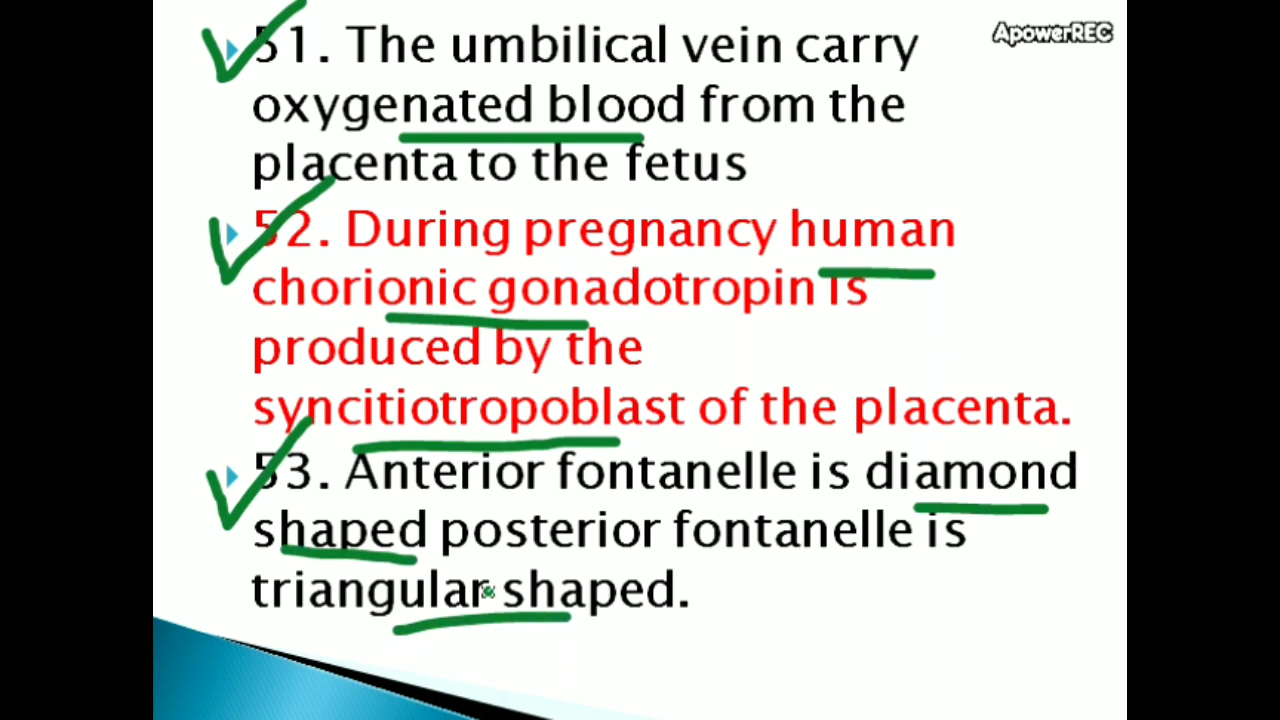 ApowerREC
51. The umbilical vein carry
oxygenated blood from the
placenta to the fetus
52. During pregnancy human
chorionic gonadotropin is
produced by the
syncitiotropoblast of the placenta.
53. Anterior fontanelle is diamond
shaped posterior fontanelle is
triangular shaped.